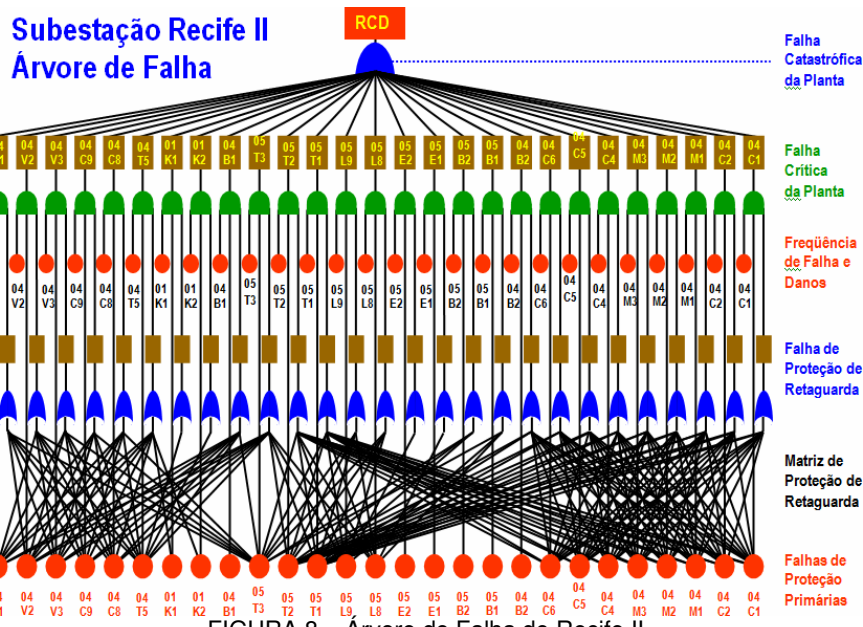 Subestação Recife II
Árvore de Falha
RCD
Falha
Catastrófica
da Planta
04 04 04 04 04 01 01 04 05 05 05 05 05 05 05 05 05 04 04 04 04 04 04 04 04 04
V2 V3 C9 C8 T5 K1 K2 B1 T3 T2 T1 L9 L8 E2 E1 B2 B1 B2 C6 C5 C4 M3 M2 M1 C2 C1
Falha
Crítica
da Planta
Freqüência
de Falha e
Danos
04 04 04 04 04 01 01 04 05 05 05 05 05 05 05 05 05 04 04 04 04 04 04 04 04 04
V2 V3 C9 C8 T5 K1 K2 B1 T3 T2 T1 L9 L8 E2 E1 B2 B1 B2 C6 C5 C4 M3 M2 M1 C2 C1
Falha de
Proteção de
Retaguarda
Matriz de
Proteção de
Retaguarda
Falhas de
Proteção
Primárias
04 04 04 04 04 01 01 04 05 05 05 05 05 05 05 05 05 04 04 04 04 04 04 04 04 04
V2 V3 C9 C8 T5 K1 K2 B1 T3 T2 T1 L9 L8 E2 E1 B2 B1 B2 C6 C5 C4 M3 M2 M1 C2 C1